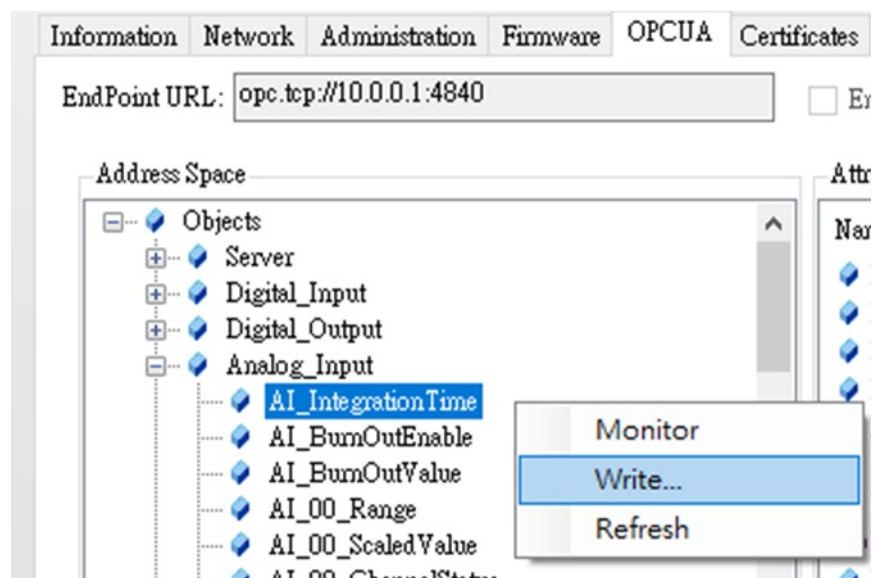 Information Network Administration Firmware OPCUA Certificates
EndPoint URL: opc.tcp://10.0.0.1:4840
Address Space
Objects
Server
Digital_Input
Digital_Output
Analog_Input
AI_IntegrationTime
AI_BurnOutEnable
AI_BurnOutValue
AI_00_Range
AI_00_ScaledValue
Monitor
Write...
Refresh